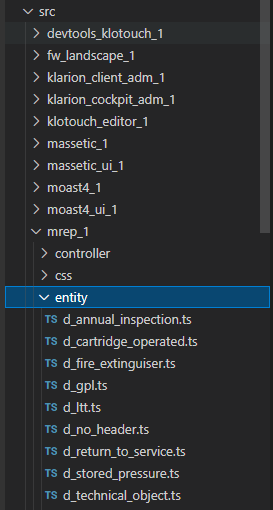 src
devtools_klotouch_1
fw_landscape_1
klarion_client_adm_1
klarion_cockpit_adm_1
klotouch_editor_1
massetic_1
massetic_ui_1
moast4_1
moast4_ui_1
mrep_1
controller
css
entity
TS d_annual_inspection.ts
TS d_cartridge_operated.ts
TS d_fire_extinguiser.ts
TS d_gpl.ts
TS d_ltt.ts
TS d_no_header.ts
TS d_return_to_service.ts
TS d_stored_pressure.ts
TS d_technical_object.ts